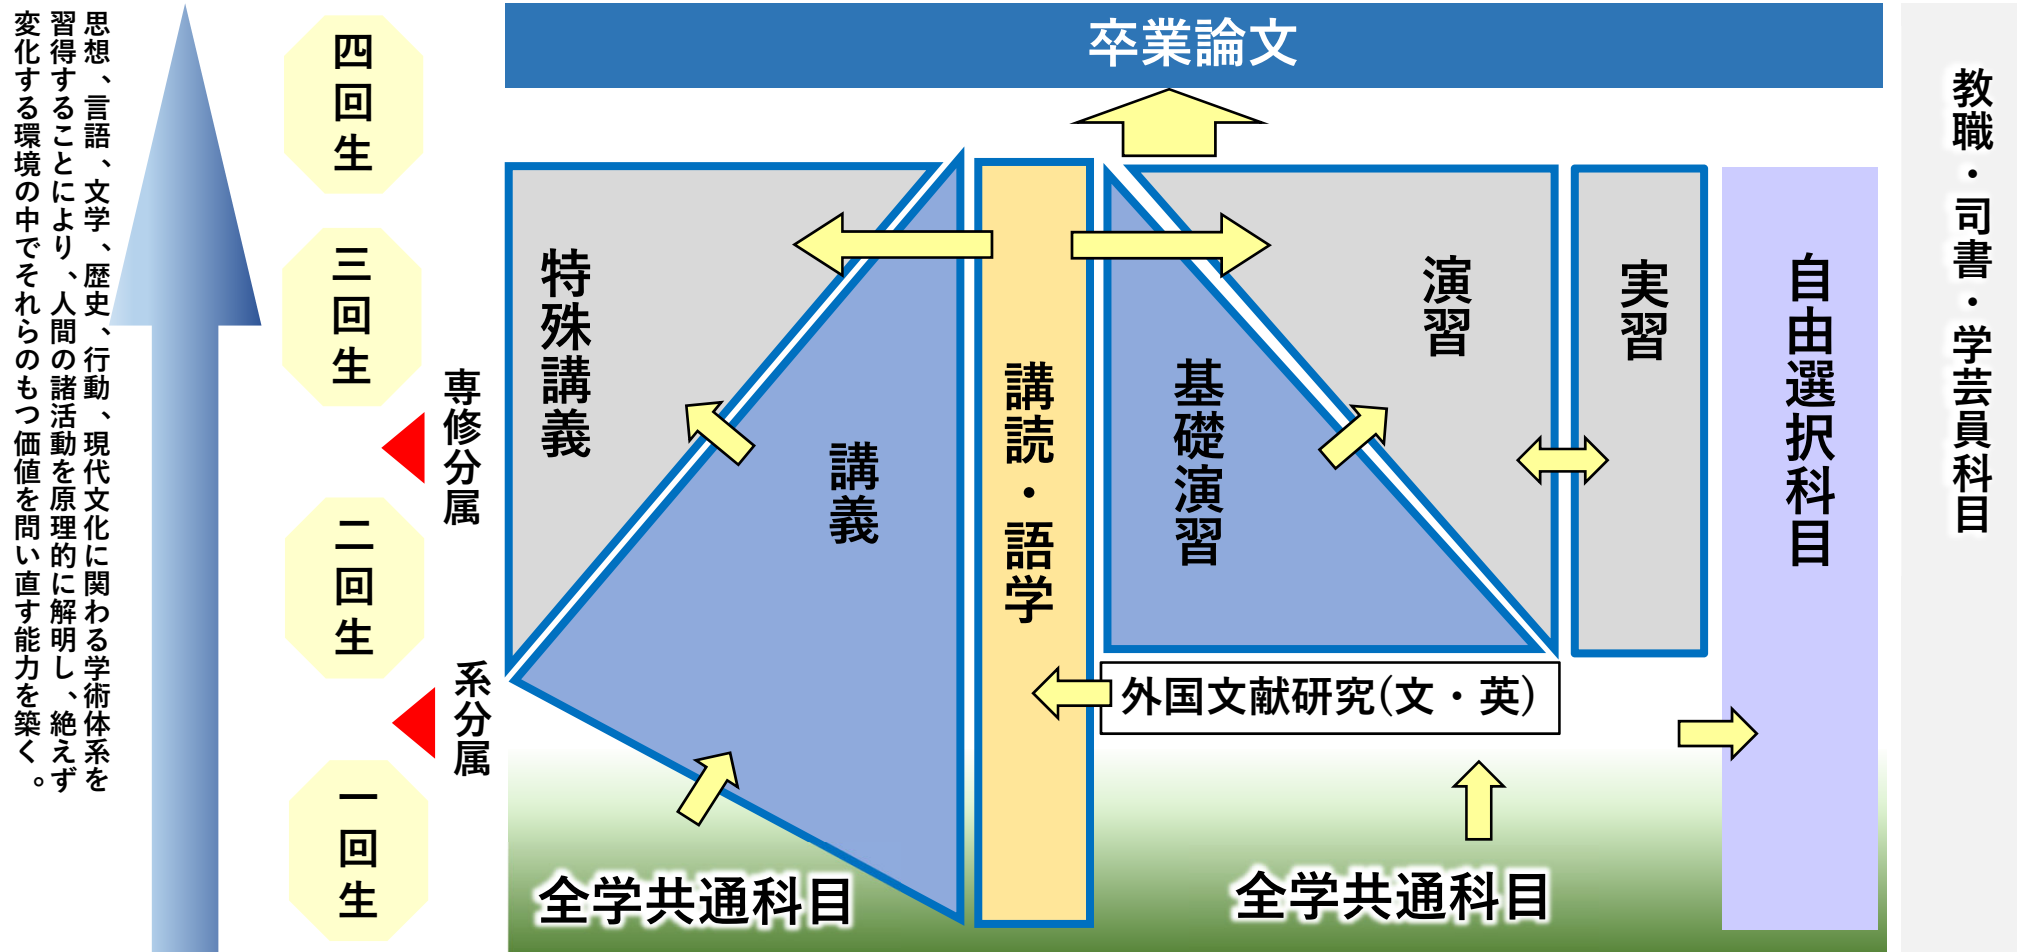 思想、言語、文学、歴史、行動、現代文化に関わる学術体系を
習得することにより、人間の諸活動を原理的に解明し、絶えず
変化する環境の中でそれらのもつ価値を問い直す能力を築く。
四回生
三回生
二回生
一回生
専修分属
系分属
卒業論文
特殊講義
講義
講読・語学
基礎演習
演習
実習
自由選択科目
教職・司書・学芸員科目
外国文献研究(文・英)
全学共通科目
全学共通科目